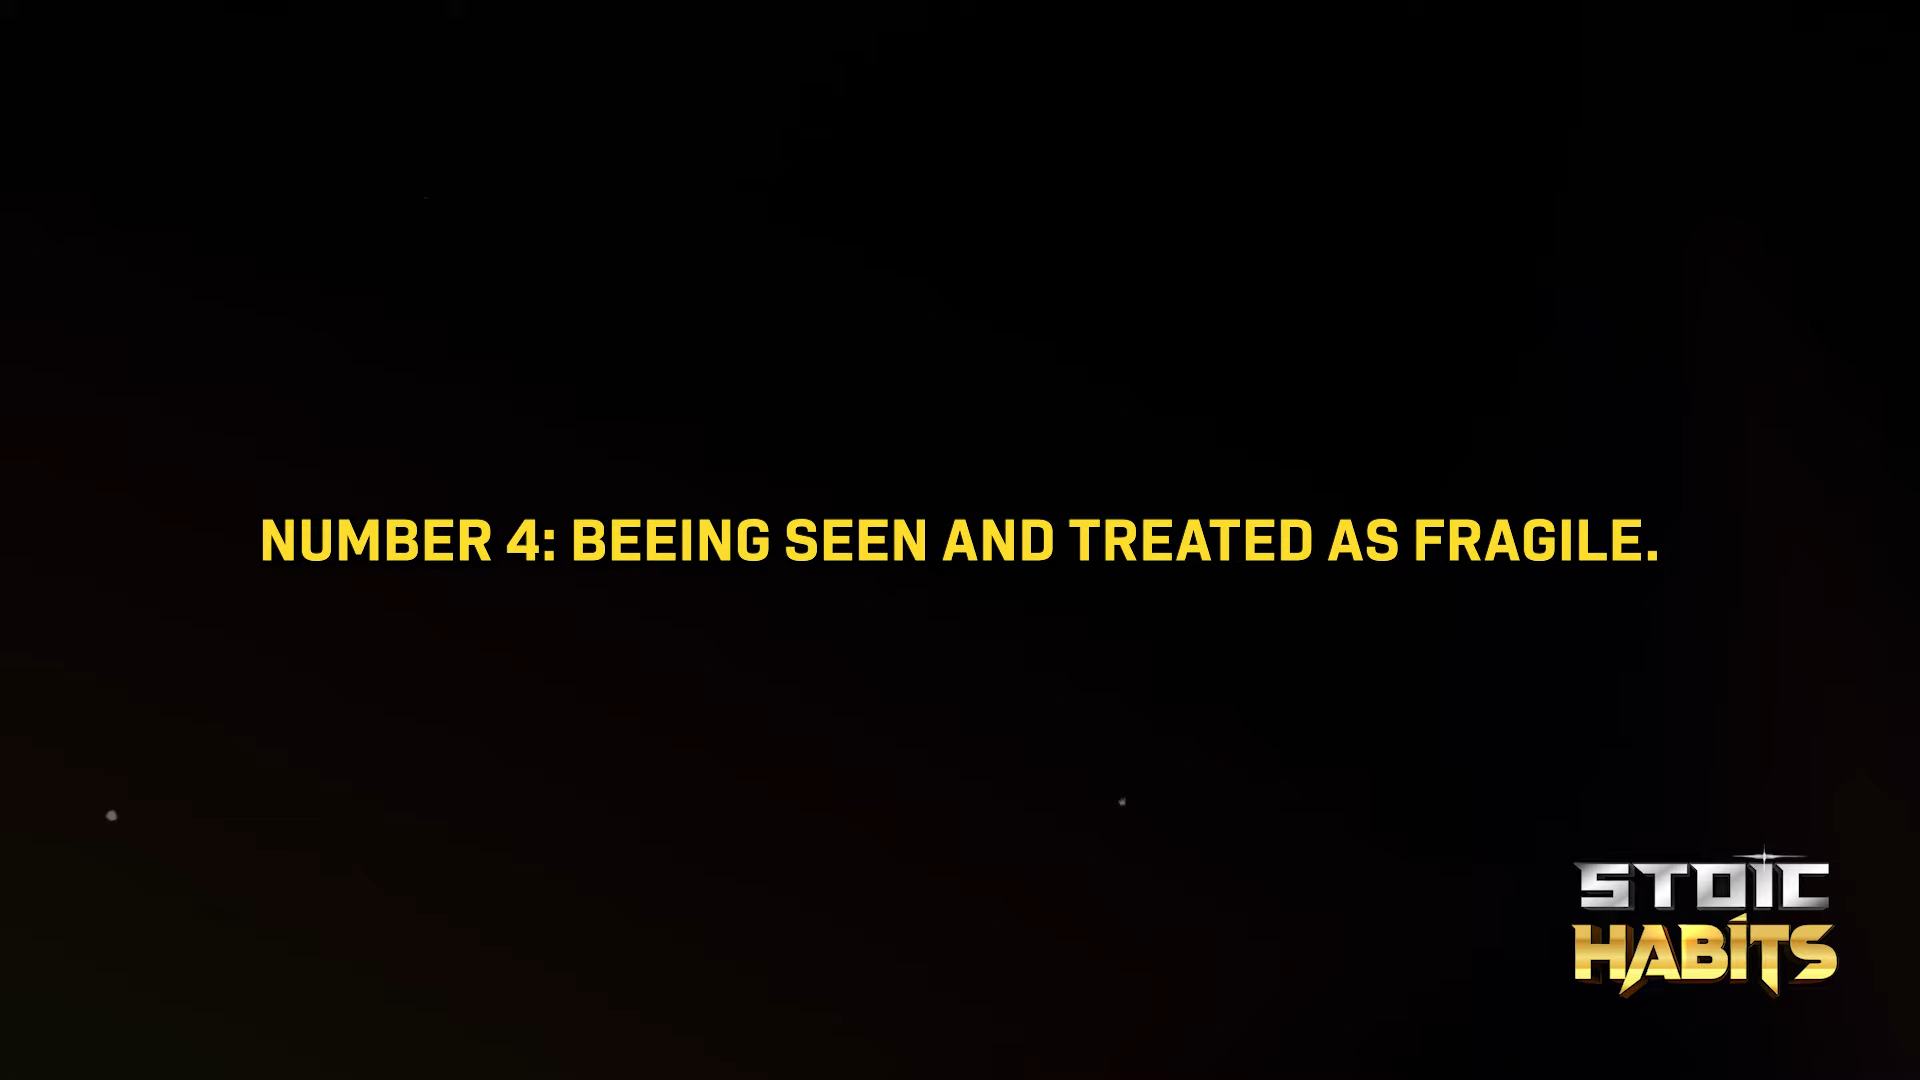 NUMBER 4: BEEING SEEN AND TREATED AS FRAGILE.
STOIC
HABITS